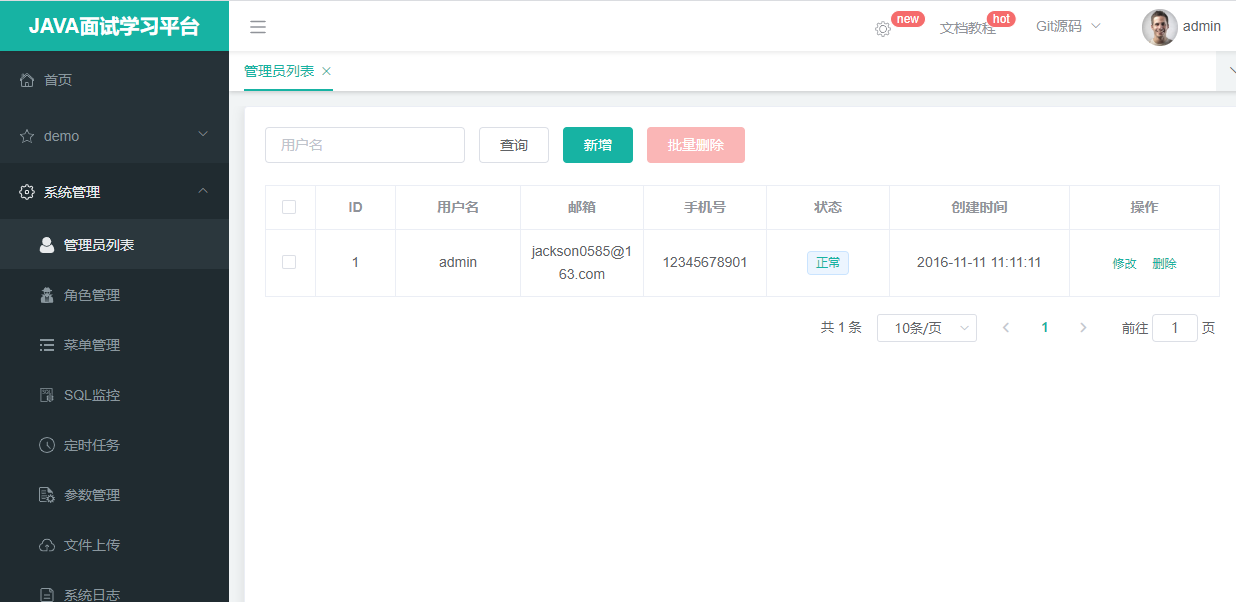 JAVA面试学习平台
new
文档教程
hot
Git源码
admin
首页
demo
系统管理
管理员列表
角色管理
菜单管理
SQL监控
定时任务
参数管理
文件上传
系统日志
管理员列表
用户名 查询 新增 批量删除
ID 用户名 邮箱 手机号 状态 创建时间 操作
1 admin jackson0585@1 12345678901 正常 2016-11-11 11:11:11 修改 删除
63.com
共 1 条 10条/页 1 前往 1 页